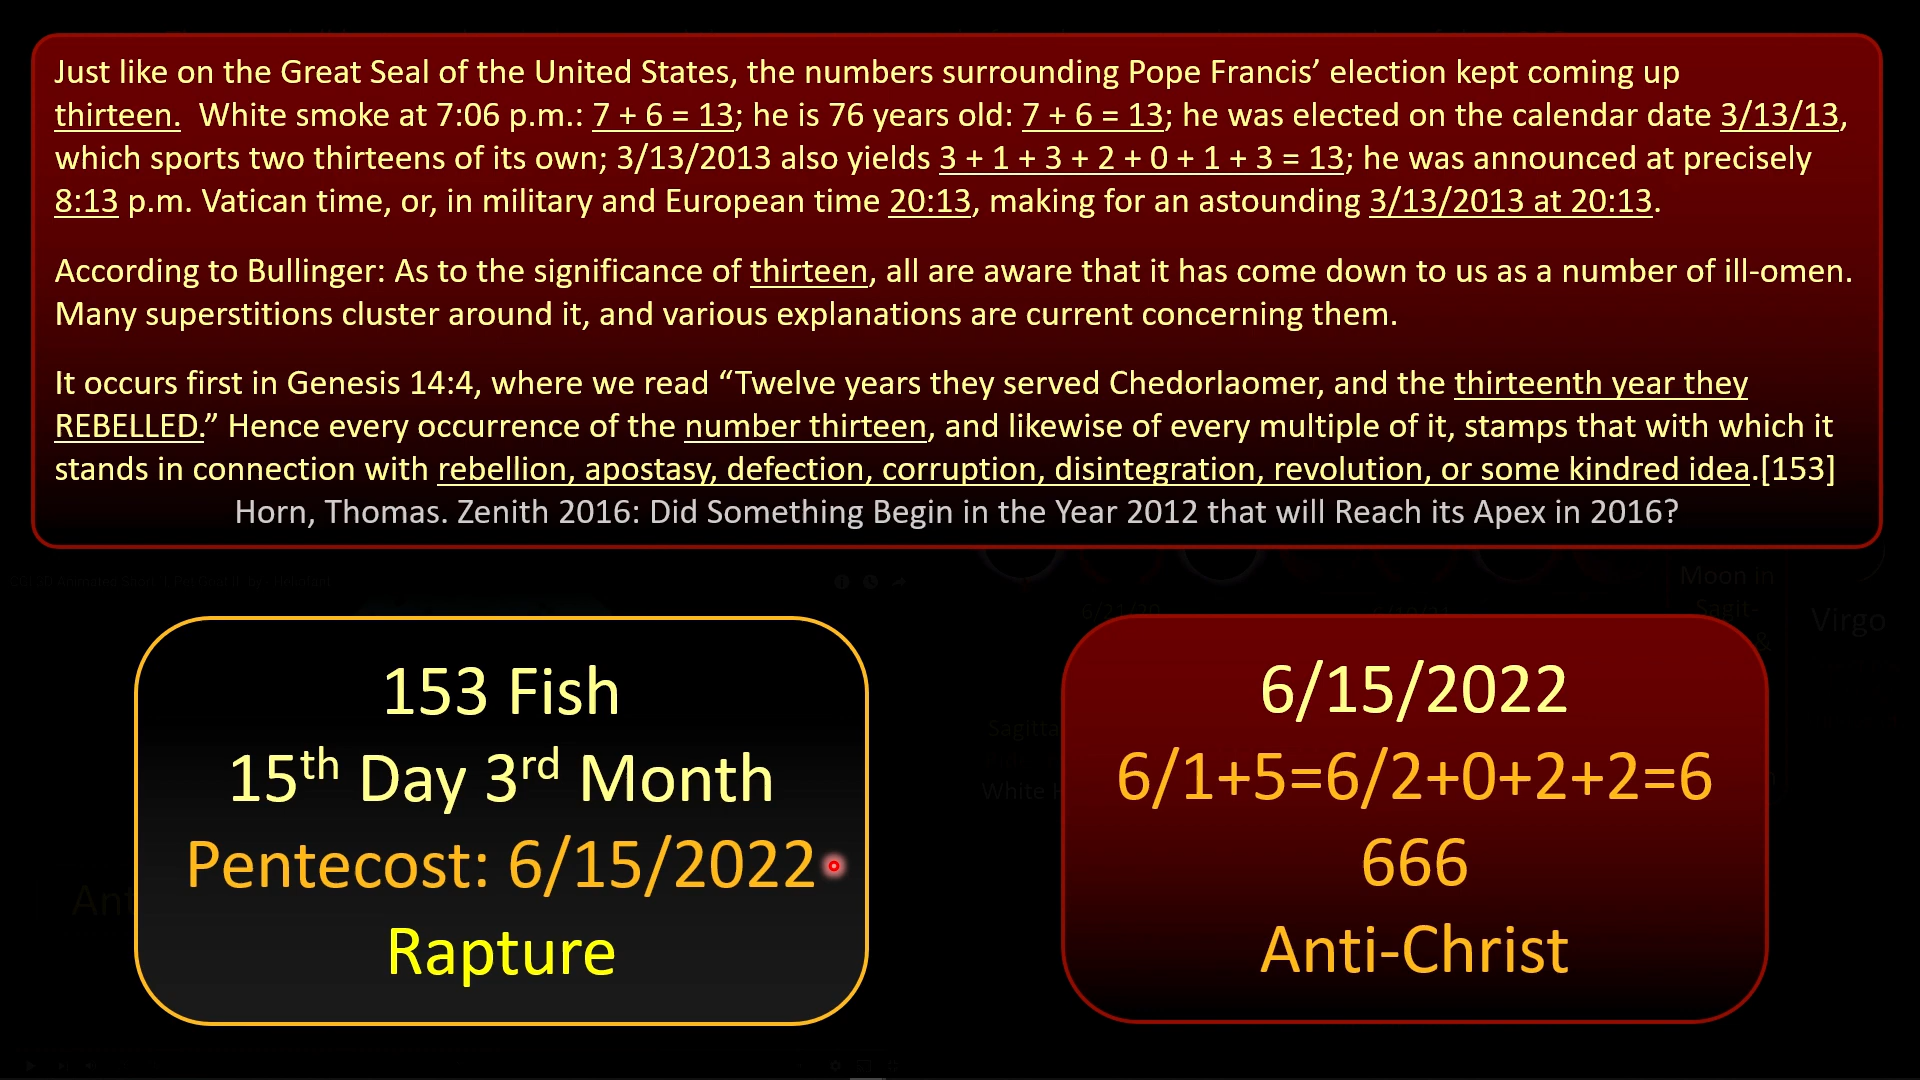 Just like on the Great Seal of the United States, the numbers surrounding Pope Francis’ election kept coming up
thirteen. White smoke at 7:06 p.m.: 7 + 6 = 13; he is 76 years old: 7 + 6 = 13; he was elected on the calendar date 3/13/13,
which sports two thirteens of its own; 3/13/2013 also yields 3 + 1 + 3 + 2 + 0 + 1 + 3 = 13; he was announced at precisely
8:13 p.m. Vatican time, or, in military and European time 20:13, making for an astounding 3/13/2013 at 20:13.
According to Bullinger: As to the significance of thirteen, all are aware that it has come down to us as a number of ill-omen.
Many superstitions cluster around it, and various explanations are current concerning them.
It occurs first in Genesis 14:4, where we read “Twelve years they served Chedorlaomer, and the thirteenth year they
REBELLED.” Hence every occurrence of the number thirteen, and likewise of every multiple of it, stamps that with which it
stands in connection with rebellion, apostasy, defection, corruption, disintegration, revolution, or some kindred idea.[153]
Horn, Thomas. Zenith 2016: Did Something Begin in the Year 2012 that will Reach its Apex in 2016?
Moon in
Sagit-
&
Virgo
153 Fish
15th Day 3rd Month
Pentecost: 6/15/2022
Rapture
6/15/2022
6/1+5=6/2+0+2+2=6
666
Anti-Christ
Sagitta
White